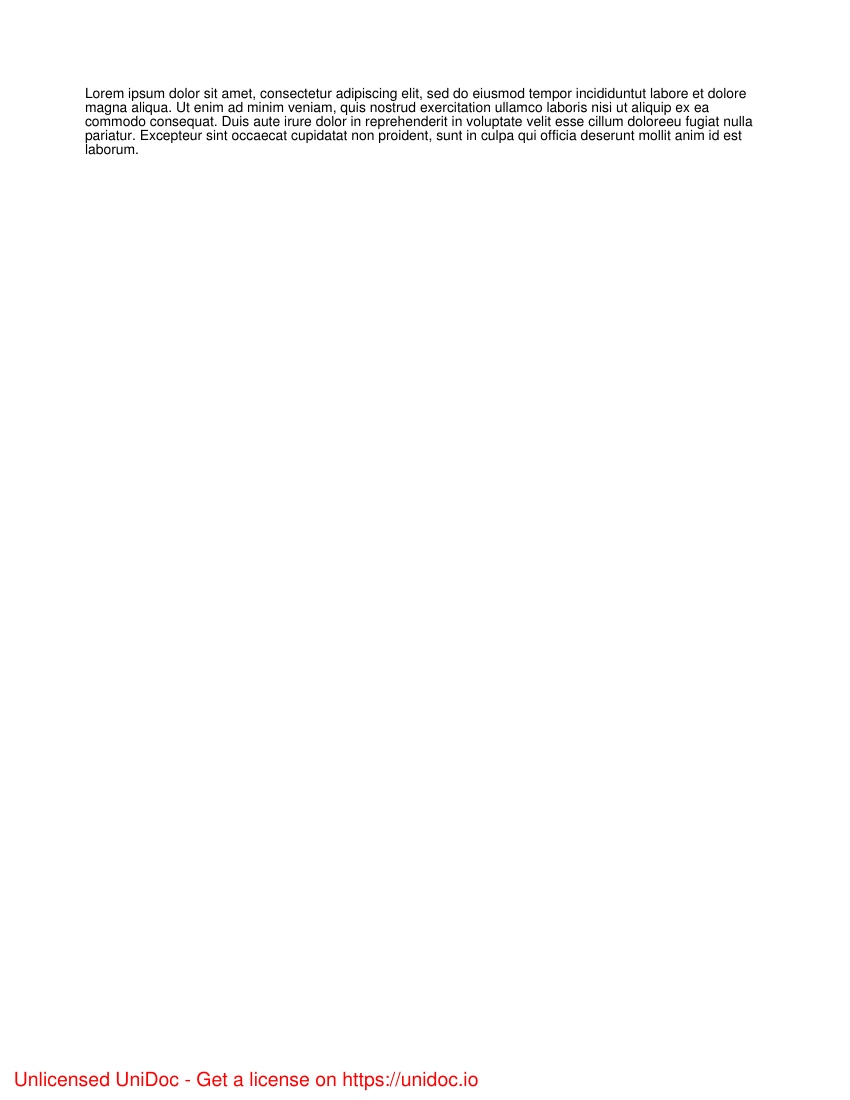 Lorem ipsum dolor sit amet, consectetur adipiscing elit, sed do eiusmod tempor incididuntut labore et dolore
magna aliqua. Ut enim ad minim veniam, quis nostrud exercitation ullamco laboris nisi ut aliquip ex ea
commodo consequat. Duis aute irure dolor in reprehenderit in voluptate velit esse cillum doloreeu fugiat nulla
pariatur. Excepteur sint occaecat cupidatat non proident, sunt in culpa qui officia deserunt mollit anim id est
laborum.
Unlicensed UniDoc - Get a license on https://unidoc.io